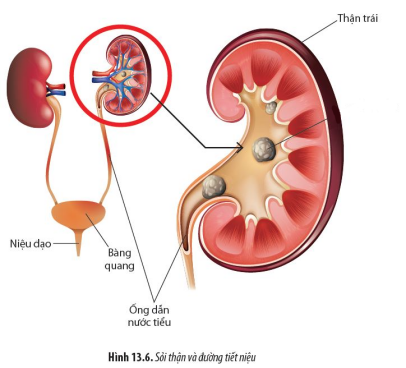 Thận trái
Niệu đạo
Bàng
quang
Ống dẫn
nước tiểu
Hình 13.6. Sỏi thận và đường tiết niệu